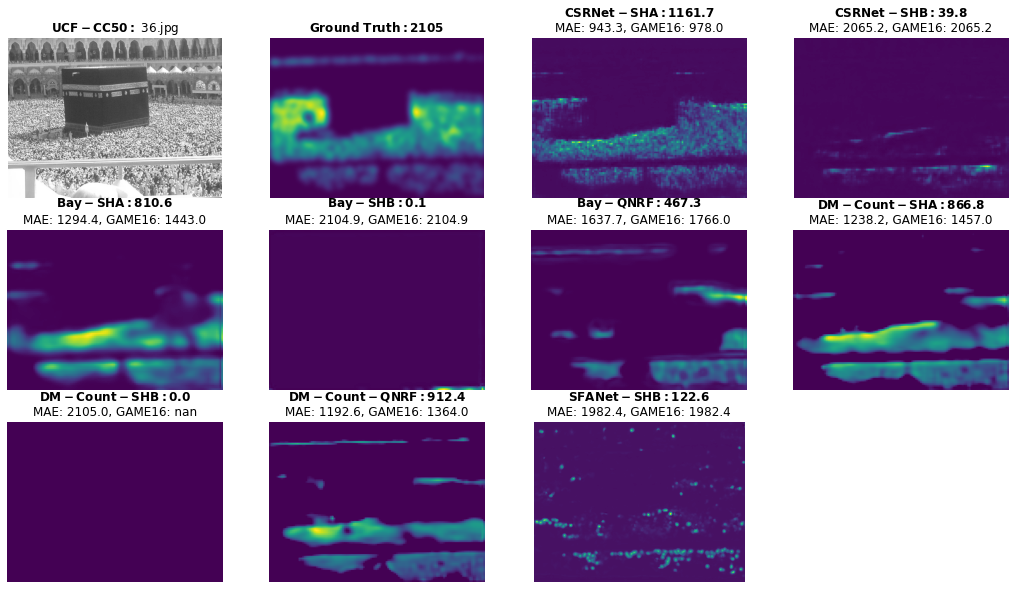 UCF − CC50 : 36.jpg
Ground Truth : 2105
CSRNet − SHA : 1161.7
MAE: 943.3, GAME16: 978.0
CSRNet − SHB : 39.8
MAE: 2065.2, GAME16: 2065.2
Bay − SHA : 810.6
MAE: 1294.4, GAME16: 1443.0
Bay − SHB : 0.1
MAE: 2104.9, GAME16: 2104.9
Bay − QNRF : 467.3
MAE: 1637.7, GAME16: 1766.0
DM − Count − SHA : 866.8
MAE: 1238.2, GAME16: 1457.0
DM − Count − SHB : 0.0
MAE: 2105.0, GAME16: nan
DM − Count − QNRF : 912.4
MAE: 1192.6, GAME16: 1364.0
SFANet − SHB : 122.6
MAE: 1982.4, GAME16: 1982.4